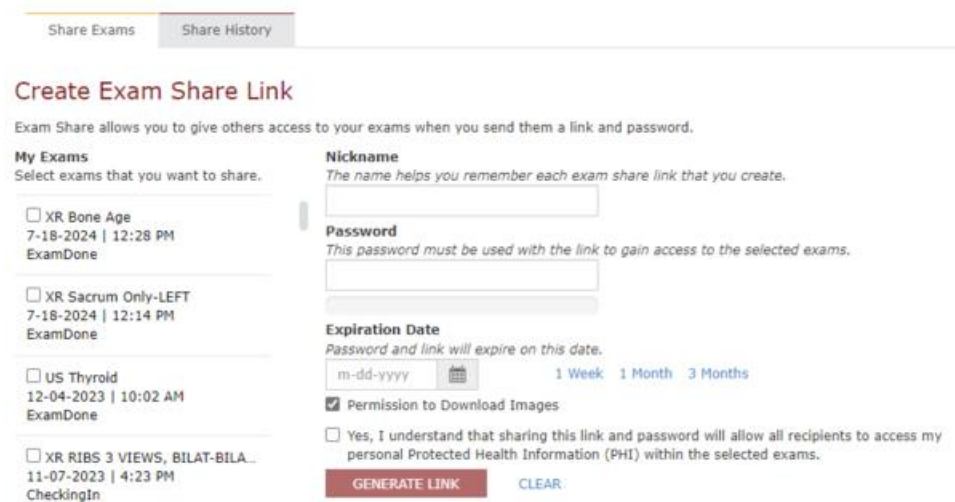 Share Exams
Share History
Create Exam Share Link
Exam Share allows you to give others access to your exams when you send them a link and password.
My Exams
Select exams that you want to share.
XR Bone Age
7-18-2024 | 12:28 PM
ExamDone
XR Sacrum Only-LEFT
7-18-2024 | 12:14 PM
ExamDone
US Thyroid
12-04-2023 | 10:02 AM
ExamDone
XR RIBS 3 VIEWS, BILAT-BILA...
11-07-2023 | 4:23 PM
CheckingIn
Nickname
The name helps you remember each exam share link that you create.
Password
This password must be used with the link to gain access to the selected exams.
Expiration Date
Password and link will expire on this date.
m-dd-yyyy
1 Week 1 Month 3 Months
Permission to Download Images
Yes, I understand that sharing this link and password will allow all recipients to access my
personal Protected Health Information (PHI) within the selected exams.
GENERATE LINK
CLEAR